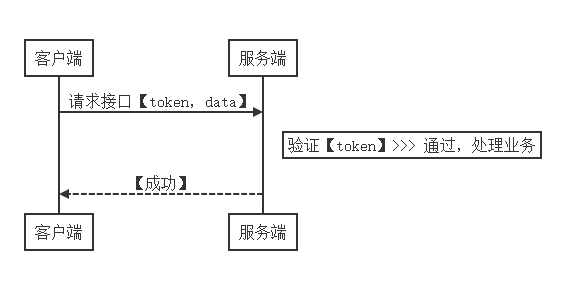 客户端
服务端
请求接口【token, data】
验证【token】>>> 通过，处理业务
【成功】
客户端
服务端